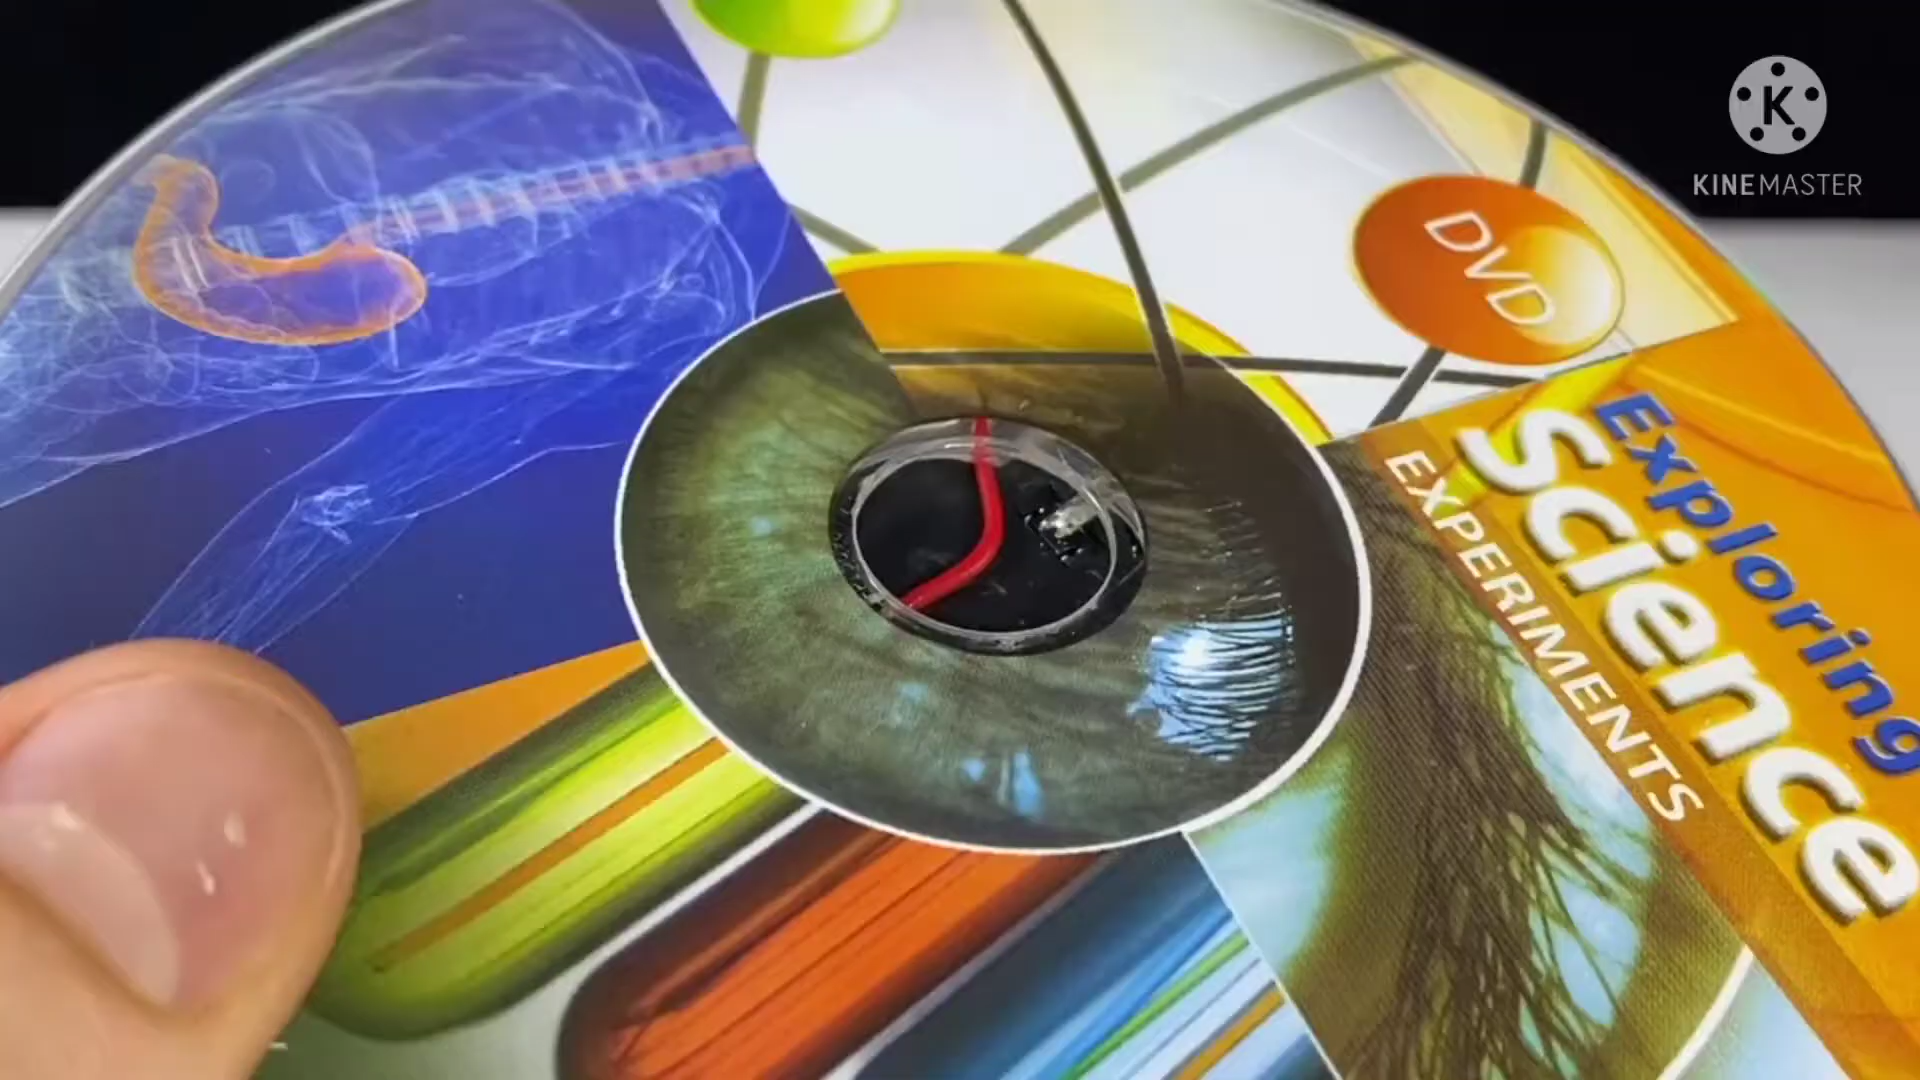 K
KINEMASTER
DVD
Exploring
Science
EXPERIMENTS